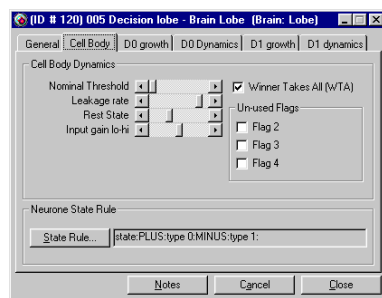 (ID # 120) 005 Decision lobe - Brain Lobe (Brain: Lobe)
General Cell Body D0 growth D0 Dynamics D1 growth D1 dynamics
Cell Body Dynamics
Nominal Threshold
Leakage rate
Rest State
Input gain lo-hi
Winner Takes All (WTA)
Un-used Flags
Flag 2
Flag 3
Flag 4
Neurone State Rule
State Rule... state:PLUS:type 0:MINUS:type 1:
Notes Cancel Close